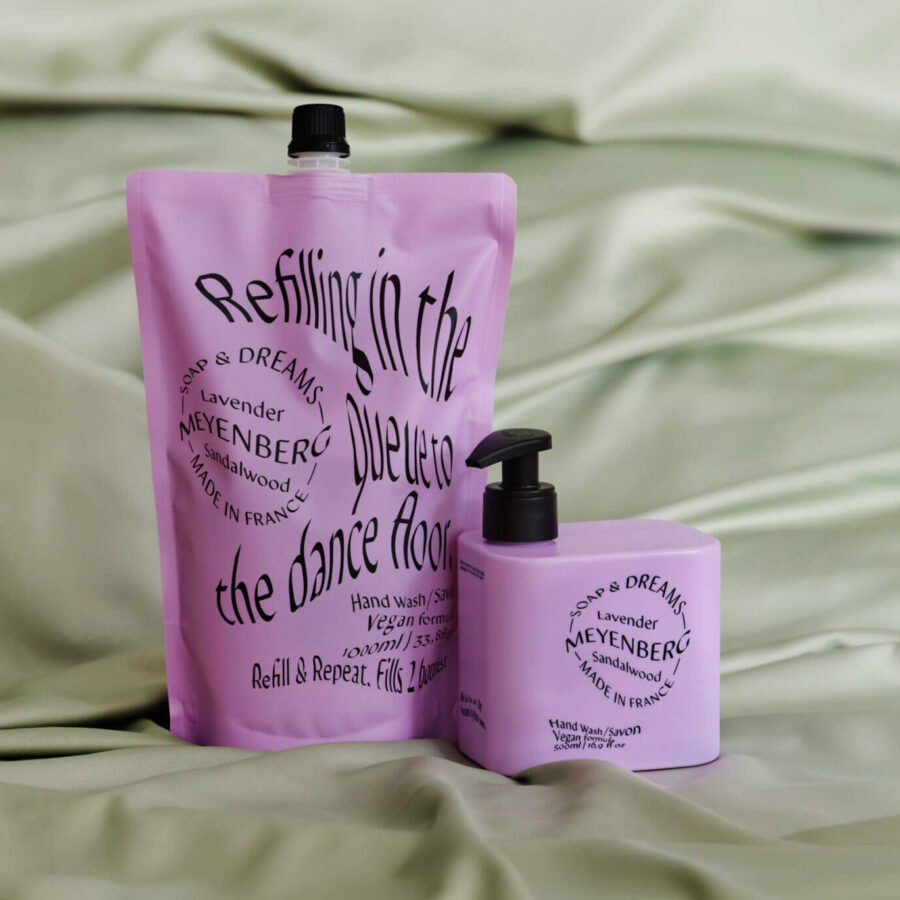 Refilling in the
queue to
the dance floor.
SOAP & DREAMS
Lavender
MEYENBERG
Sandalwood
MADE IN FRANCE
Hand Wash/Savon
Vegan formula
1000ml | 33,8
Refill & Repeat. Fills 2
SOAP & DREAMS
Lavender
MEYENBERG
Sandalwood
MADE IN FRANCE
Hand Wash/Savon
Vegan formula
500ml | 16,9 fl oz